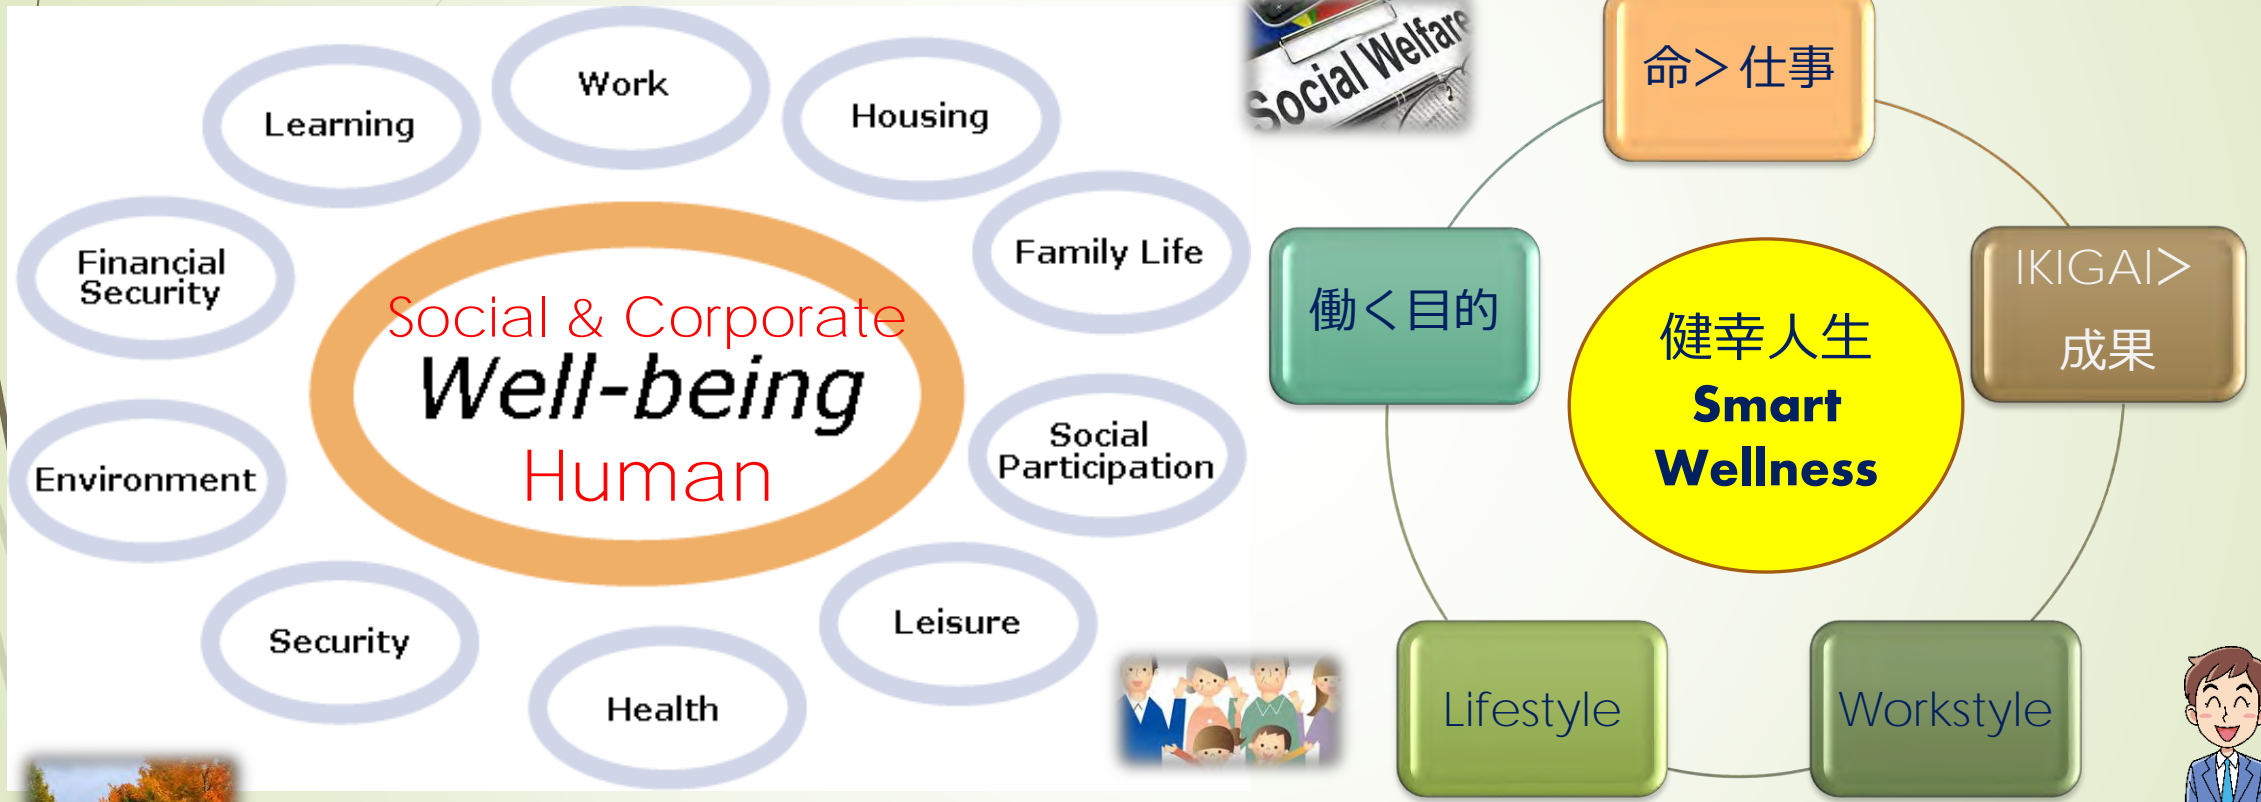 Work
Learning
Housing
Financial
Security
Family Life
Social & Corporate
Well-being
Human
Environment
Social
Participation
Security
Leisure
Health
Social Welfare
命＞仕事
働く目的
IKIGAI＞
成果
健幸人生
Smart
Wellness
Lifestyle
Workstyle